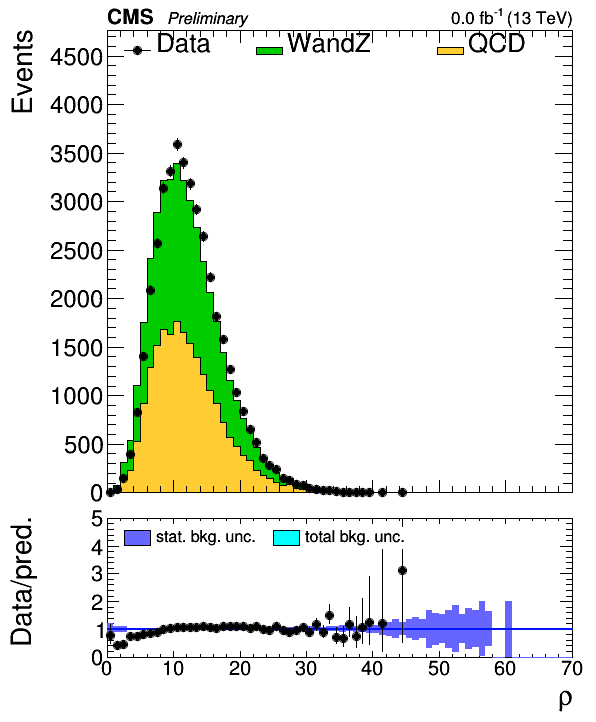 CMS Preliminary 0.0 fb⁻¹ (13 TeV)
Data WandZ QCD
Events
4500
4000
3500
3000
2500
2000
1500
1000
500
0
Data/pred.
stat. bkg. unc. total bkg. unc.
5
4
3
2
1
0
0 10 20 30 40 50 60 70
ρ